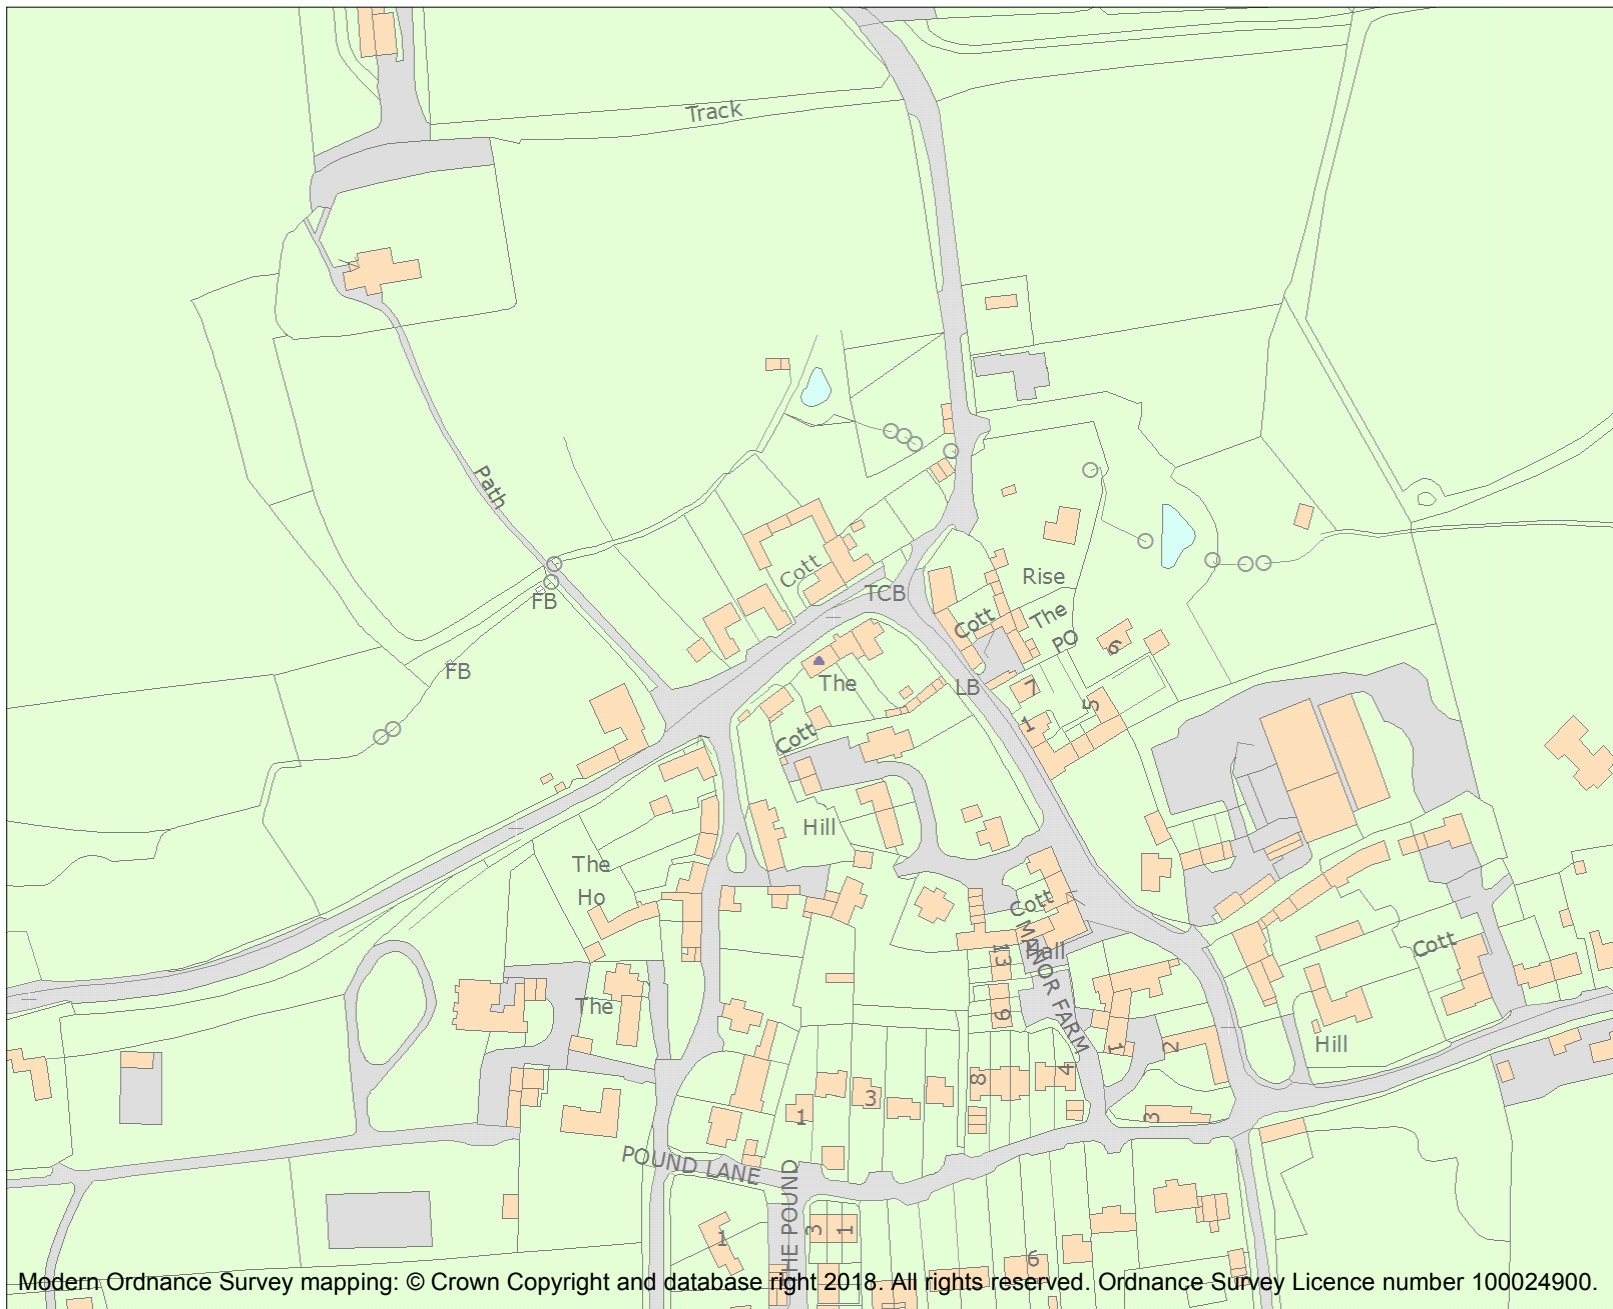 Track
Path
Cott
TCB
Rise
FB
The
Cott
PO
6
FB
The
LB
7
5
1
Cott
Hill
The
Ho
Cott
Hall
MANOR FARM
13
Cott
The
9
1
2
Hill
8
4
3
1
3
POUND LANE
THE POUND
3
1
1
6
Modern Ordnance Survey mapping: © Crown Copyright and database right 2018. All rights reserved. Ordnance Survey Licence number 100024900.